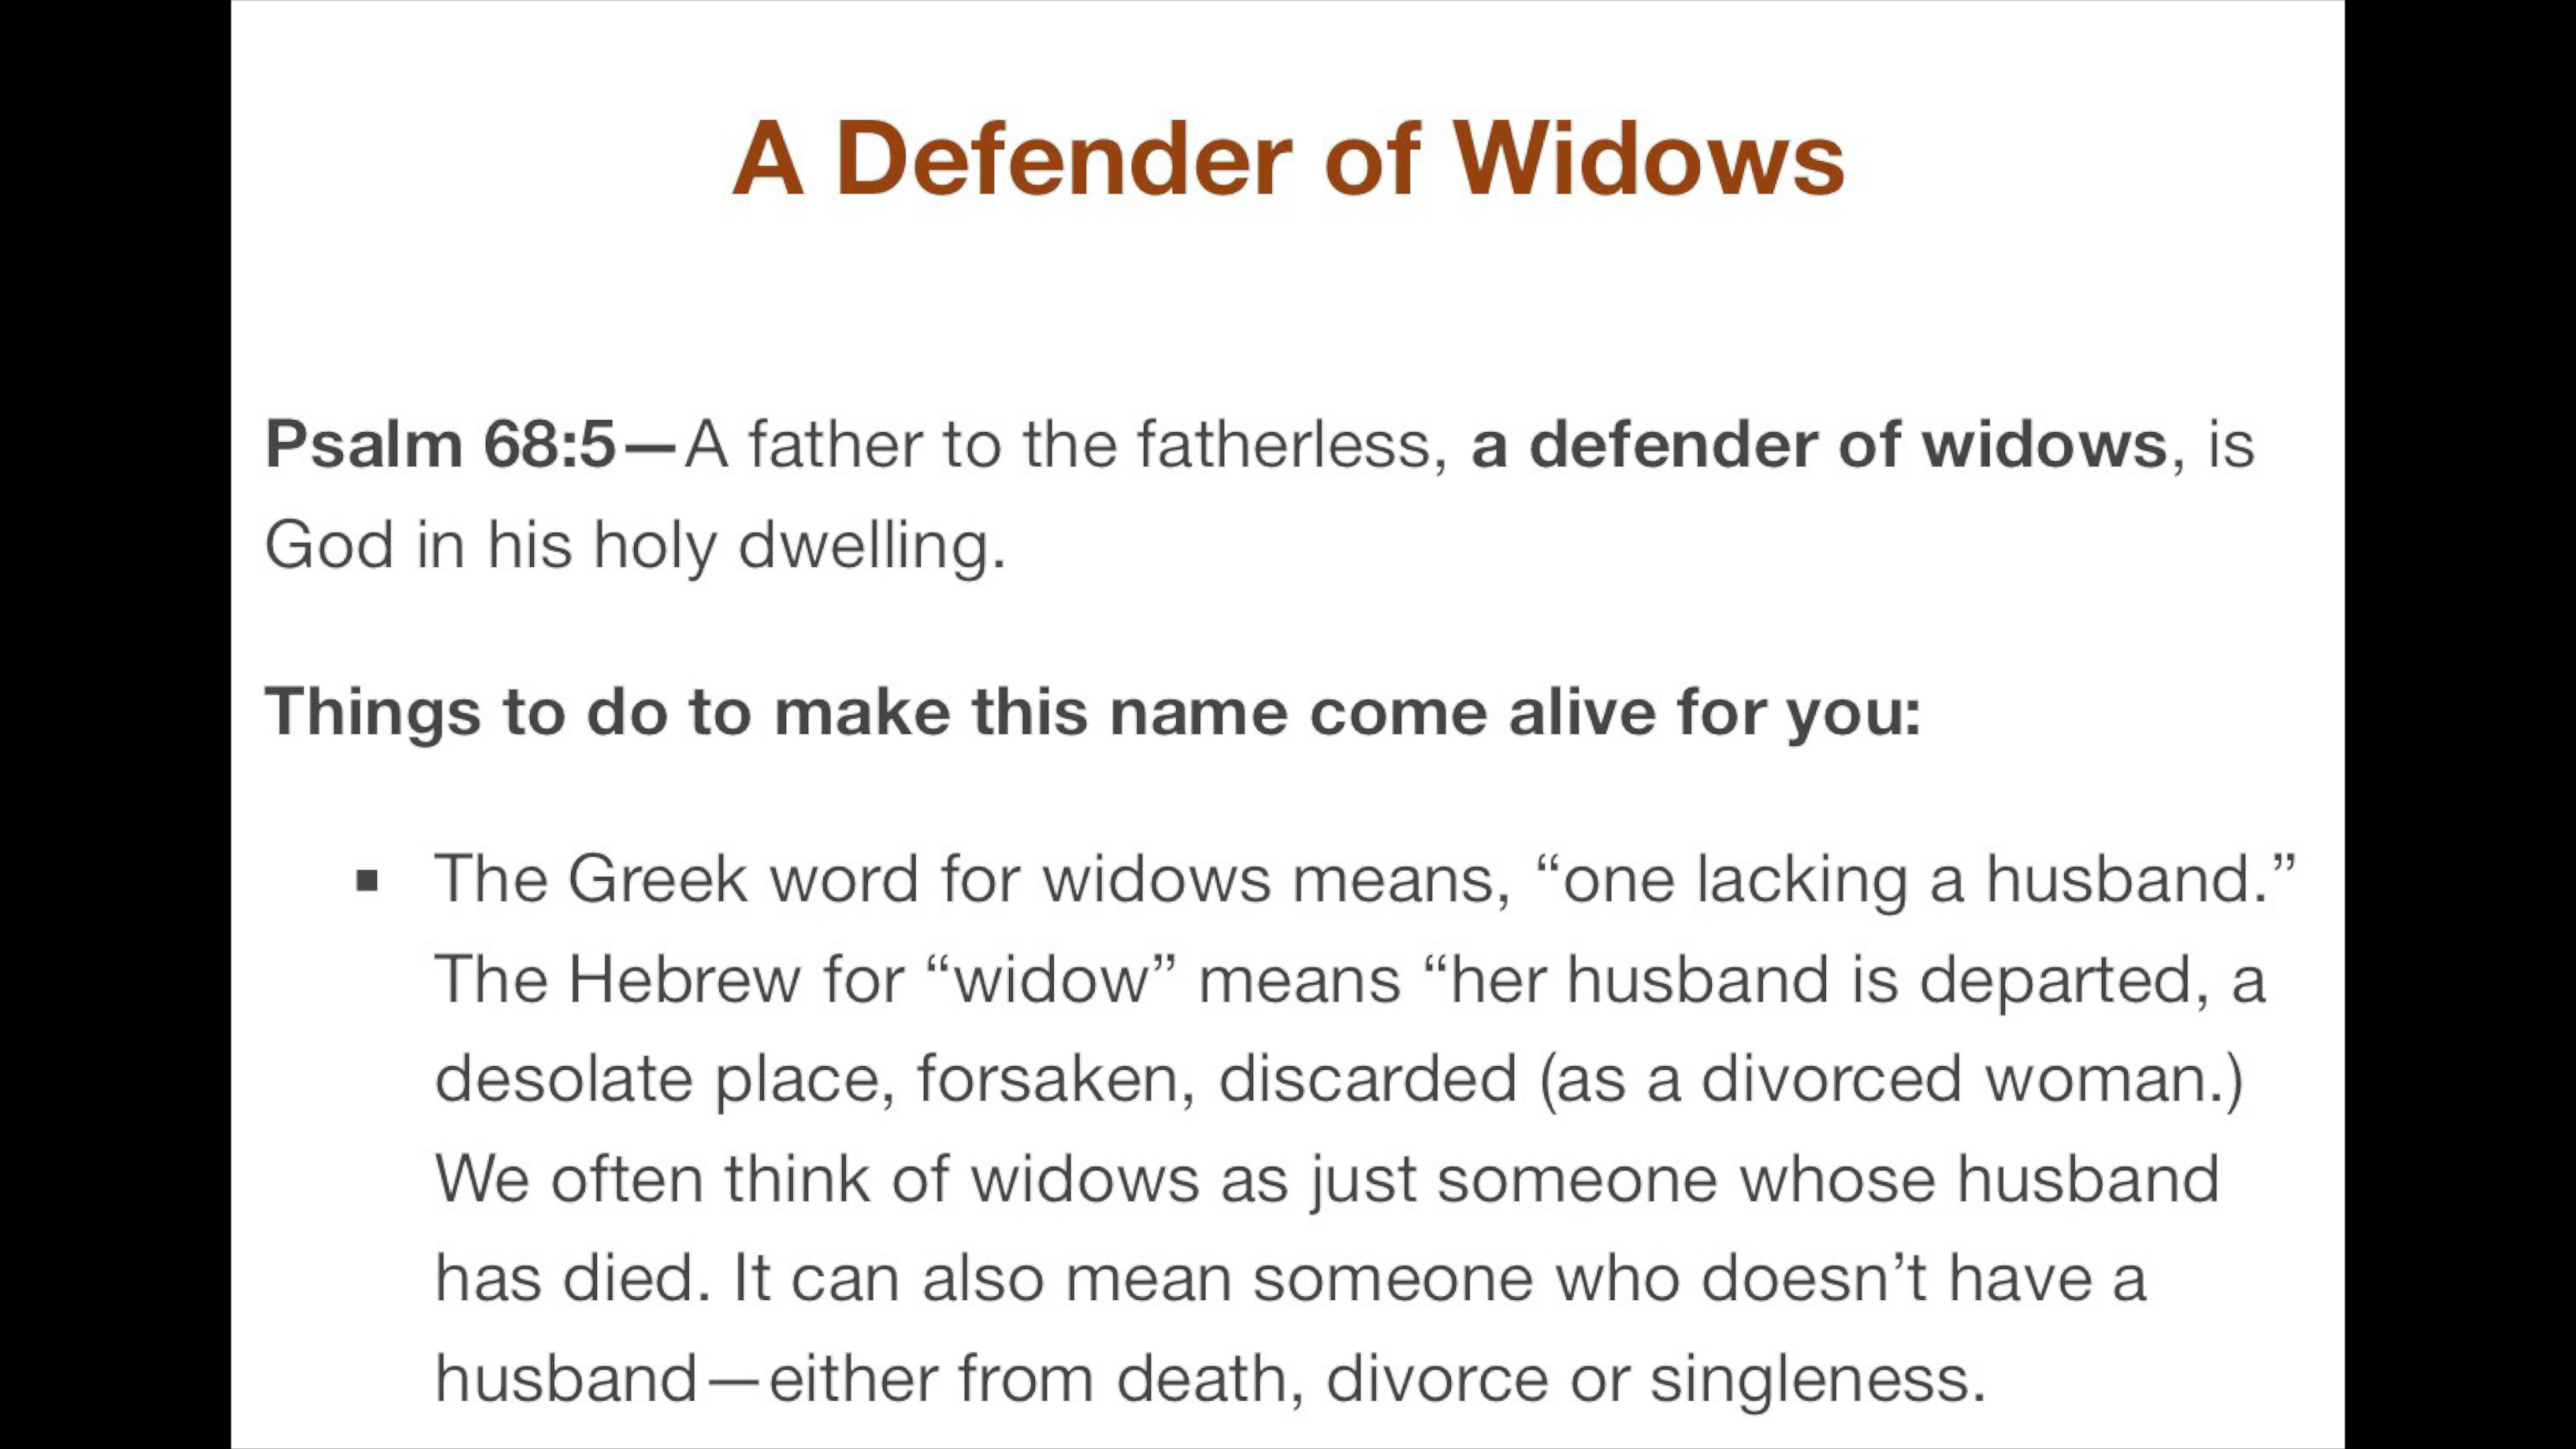 A Defender of Widows
Psalm 68:5—A father to the fatherless, a defender of widows, is
God in his holy dwelling.
Things to do to make this name come alive for you:
▪ The Greek word for widows means, “one lacking a husband.”
The Hebrew for “widow” means “her husband is departed, a
desolate place, forsaken, discarded (as a divorced woman.)
We often think of widows as just someone whose husband
has died. It can also mean someone who doesn’t have a
husband—either from death, divorce or singleness.